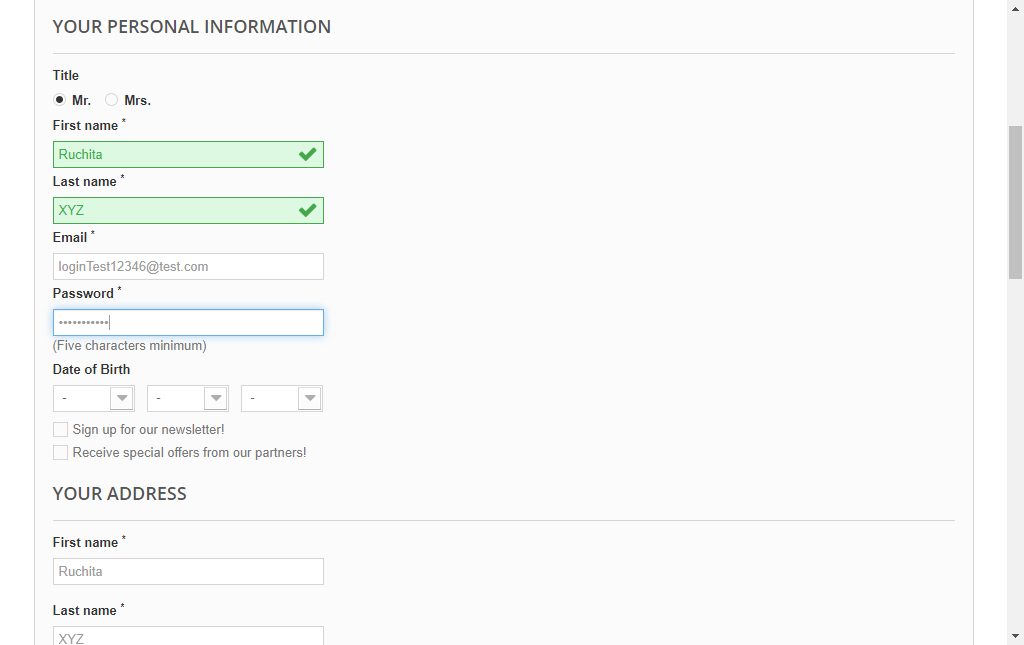 YOUR PERSONAL INFORMATION
Title
Mr. Mrs.
First name *
Ruchita
Last name *
XYZ
Email *
loginTest12346@test.com
Password *
•••••••••••
(Five characters minimum)
Date of Birth
- - -
Sign up for our newsletter!
Receive special offers from our partners!
YOUR ADDRESS
First name *
Ruchita
Last name *
XYZ